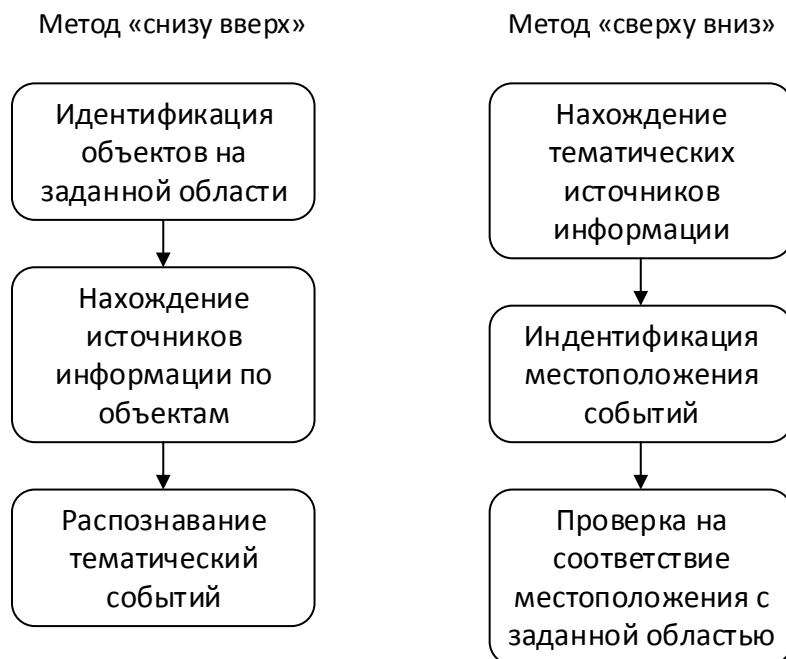 Метод «снизу вверх»
Идентификация
объектов на
заданной области
Нахождение
источников
информации по
объектам
Распознавание
тематический
событий
Метод «сверху вниз»
Нахождение
тематических
источников
информации
Индентификация
местоположения
событий
Проверка на
соответствие
местоположения с
заданной областью